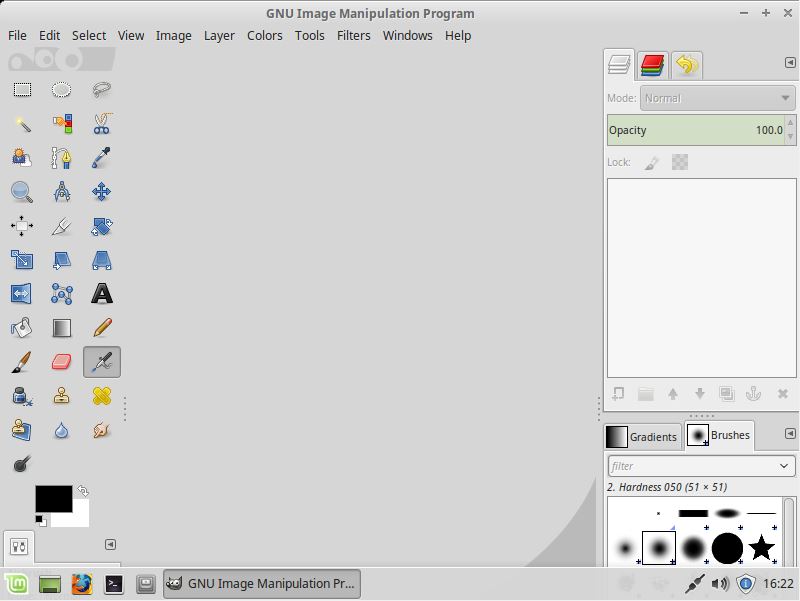 GNU Image Manipulation Program
File Edit Select View Image Layer Colors Tools Filters Windows Help
Mode: Normal
Opacity 100.0
Lock:
Gradients Brushes
filter
2. Hardness 050 (51 × 51)
GNU Image Manipulation Pr...
16:22